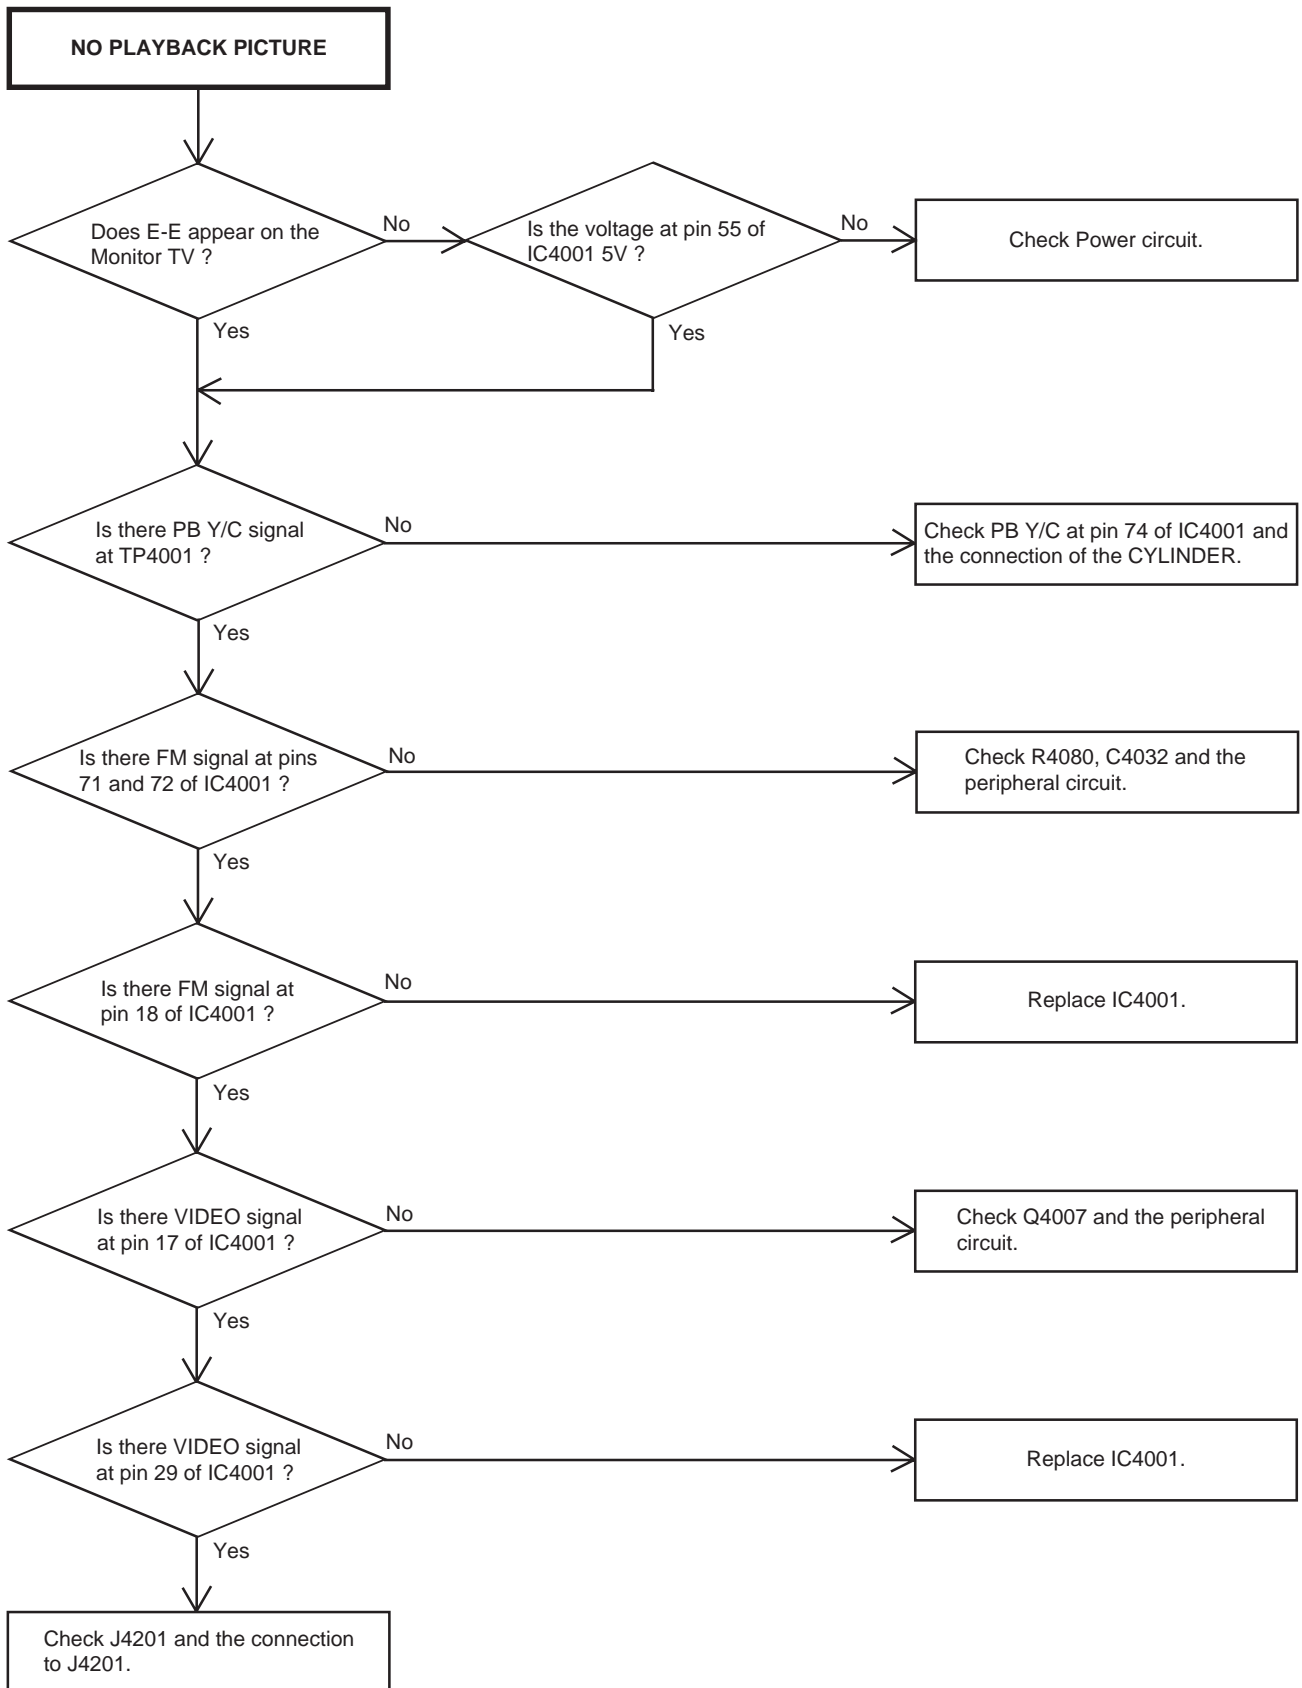 NO PLAYBACK PICTURE
Does E-E appear on the
Monitor TV ?
No
Is the voltage at pin 55 of
IC4001 5V ?
No
Check Power circuit.
Yes
Yes
Is there PB Y/C signal
at TP4001 ?
No
Check PB Y/C at pin 74 of IC4001 and
the connection of the CYLINDER.
Yes
Is there FM signal at pins
71 and 72 of IC4001 ?
No
Check R4080, C4032 and the
peripheral circuit.
Yes
Is there FM signal at
pin 18 of IC4001 ?
No
Replace IC4001.
Yes
Is there VIDEO signal
at pin 17 of IC4001 ?
No
Check Q4007 and the peripheral
circuit.
Yes
Is there VIDEO signal
at pin 29 of IC4001 ?
No
Replace IC4001.
Yes
Check J4201 and the connection
to J4201.